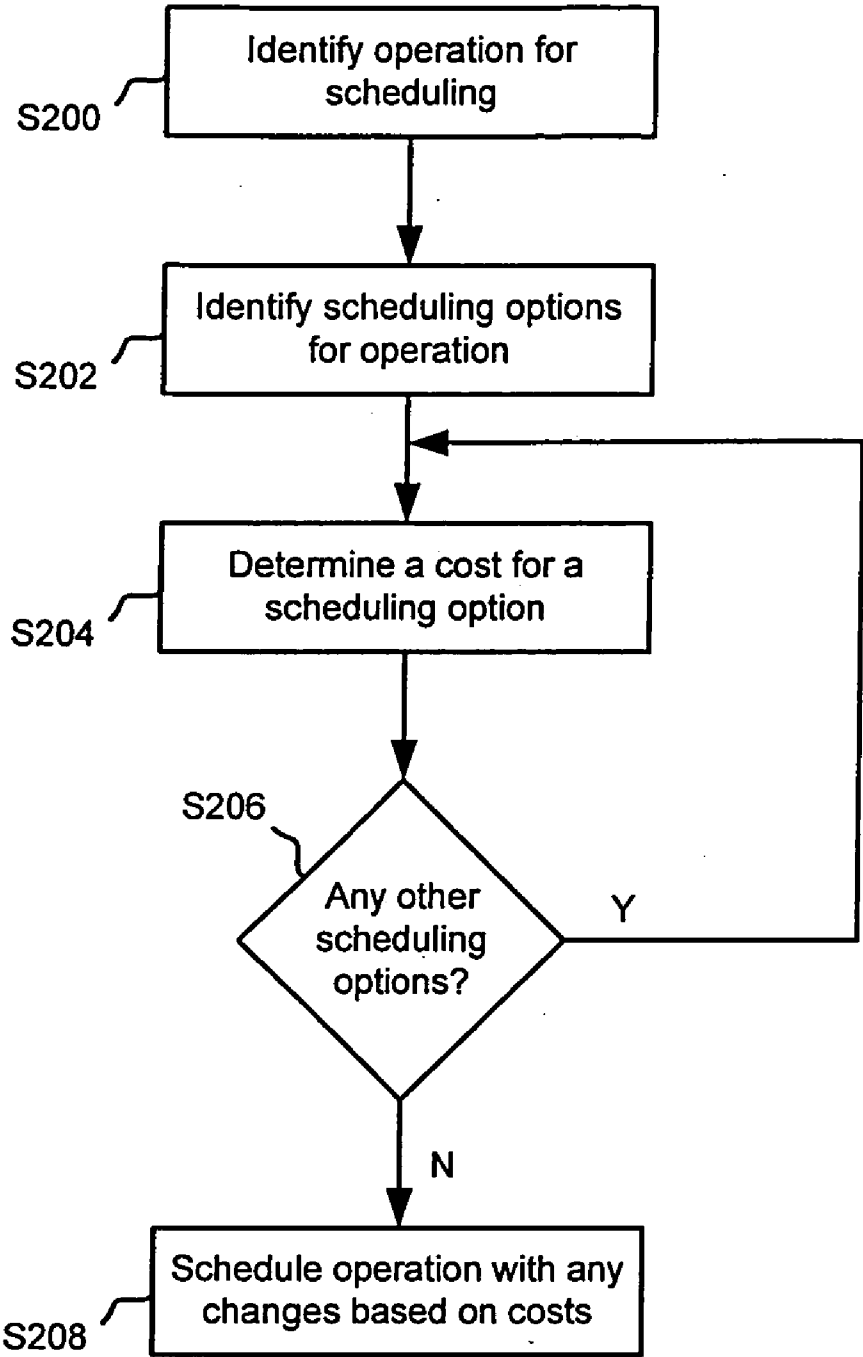 Identify operation for
scheduling
S200
Identify scheduling options
for operation
S202
Determine a cost for a
scheduling option
S204
S206
Any other
scheduling
options?
Y
N
Schedule operation with any
changes based on costs
S208